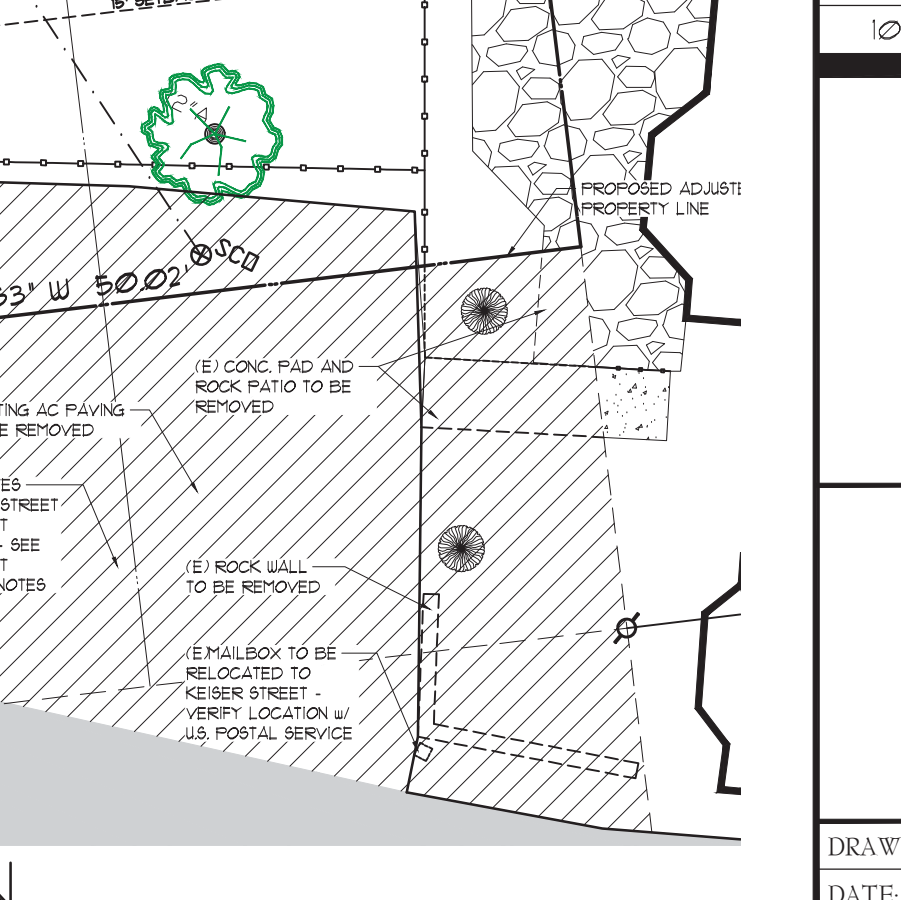 15' SETB
10
12"
PROPOSED ADJUSTE
PROPERTY LINE
SCO
33" W 50.02'
(E) CONC. PAD AND
ROCK PATIO TO BE
REMOVED
TING AC PAVING
E REMOVED
ES
STREET
T
- SEE
T
NOTES
(E) ROCK WALL
TO BE REMOVED
(E)MAILBOX TO BE
RELOCATED TO
KEISER STREET -
VERIFY LOCATION w/
U.S. POSTAL SERVICE
DRAW
DATE: